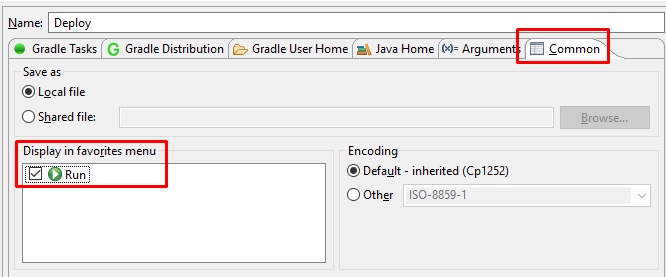 Name: Deploy
Gradle Tasks Gradle Distribution Gradle User Home Java Home (x)= Arguments Common
Save as
Local file
Shared file: Browse...
Display in favorites menu Encoding
Run Default - inherited (Cp1252)
Other ISO-8859-1